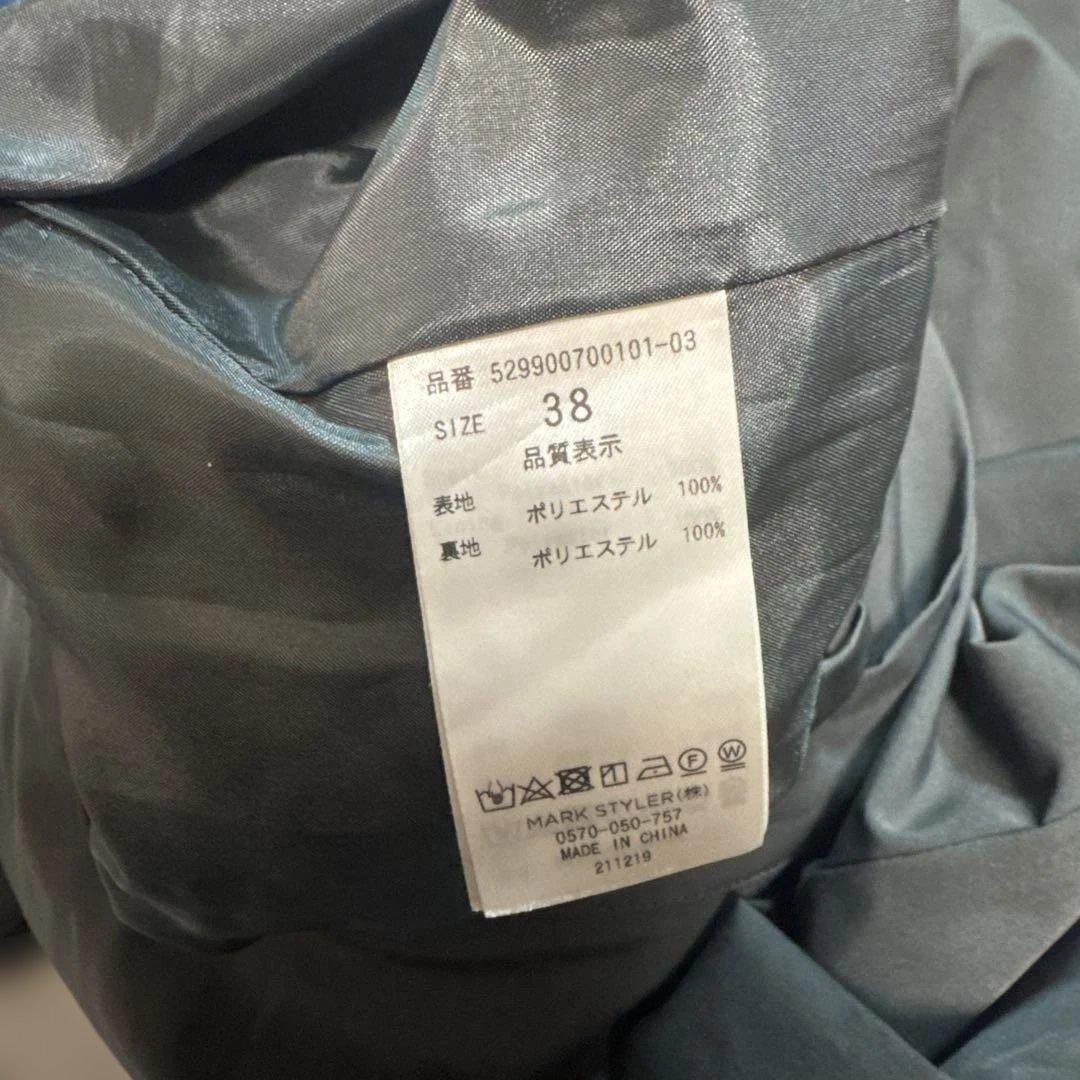 品番 529900700101-03
SIZE 38
品質表示
表地 ポリエステル 100%
裏地 ポリエステル 100%
F W
MARK STYLER(株)
0570-050-757
MADE IN CHINA
211219